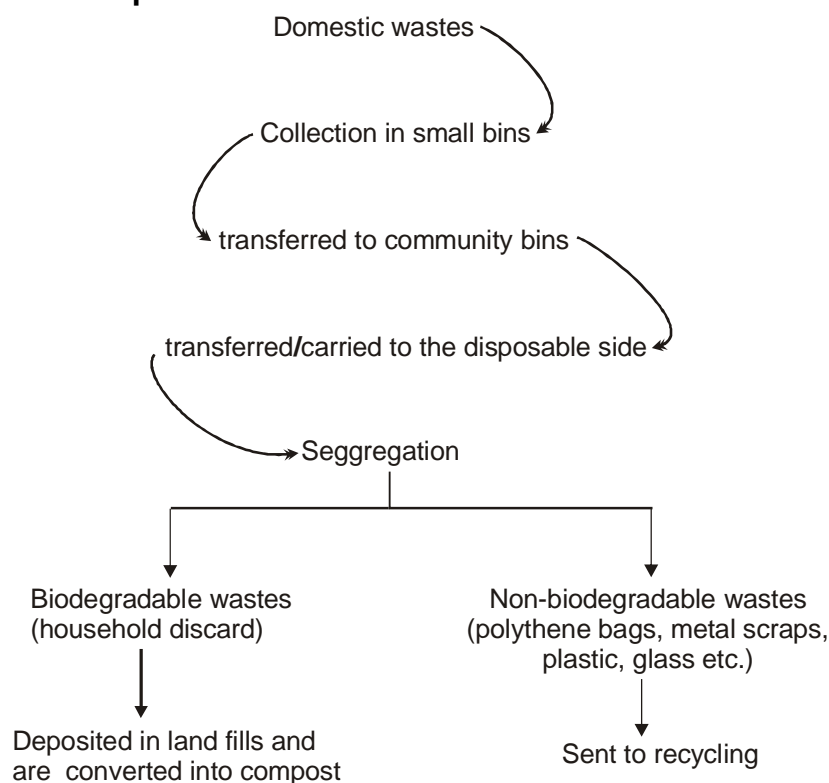 Domestic wastes
Collection in small bins
transferred to community bins
transferred/carried to the disposable side
Seggregation
Biodegradable wastes
(household discard)
Non-biodegradable wastes
(polythene bags, metal scraps,
plastic, glass etc.)
Deposited in land fills and
are converted into compost
Sent to recycling